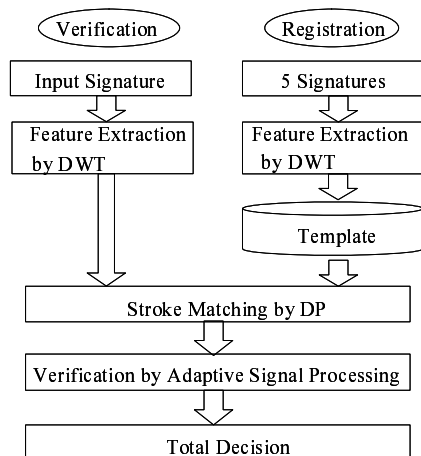 Verification
Registration
Input Signature
5 Signatures
Feature Extraction
by DWT
Feature Extraction
by DWT
Template
Stroke Matching by DP
Verification by Adaptive Signal Processing
Total Decision